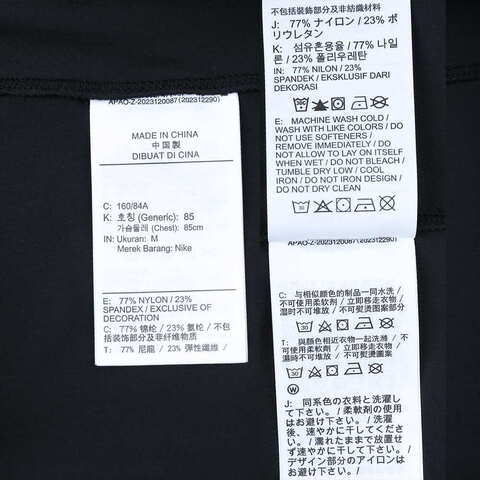 APAO-Z-2023120087(20231229O)
MADE IN CHINA
中国製
DIBUAT DI CINA
C: 160/84A
K: 호칭 (Generic): 85
가슴둘레 (Chest): 85cm
IN: Ukuran: M
Merek Barang: Nike
E: 77% NYLON / 23%
SPANDEX / EXCLUSIVE OF
DECORATION
C: 77% 锦纶 / 23% 氨纶 / 不包
括装饰部分及非纤维物质
T: 77% 尼龍 / 23% 彈性纖維 /
不包括裝飾部分及非紡織材料
J: 77% ナイロン / 23% ポ
リウレタン
K: 섬유혼용율 / 77% 나일
론 / 23% 폴리우레탄
IN: 77% NILON / 23%
SPANDEK / EKSKLUSIF DARI
DEKORASI
E: MACHINE WASH COLD /
WASH WITH LIKE COLORS / DO
NOT USE SOFTENERS /
REMOVE IMMEDIATELY / DO
NOT ALLOW TO LAY ON ITSELF
WHEN WET / DO NOT BLEACH /
TUMBLE DRY LOW / COOL
IRON / DO NOT IRON DESIGN /
DO NOT DRY CLEAN
30
C: 与相似颜色的制品一同水洗 /
不可使用柔顺剂 / 立即移走衣物 /
湿时不可堆放 / 不可熨烫图案部分
30
T: 與顏色相近衣物一起洗滌 / 不
可使用柔順劑 / 立即移走衣物 /
濕時不可堆放 / 不可熨燙圖案
30
W
J: 同系色の衣料と洗濯し
て下さい。/ 柔軟剤の使用
はお避け下さい。/ 洗濯
後、速やかに干してくださ
い。/ 濡れたままで放置せ
ず速やかに干して下さい。/
デザイン部分のアイロンは
お避け下さい。